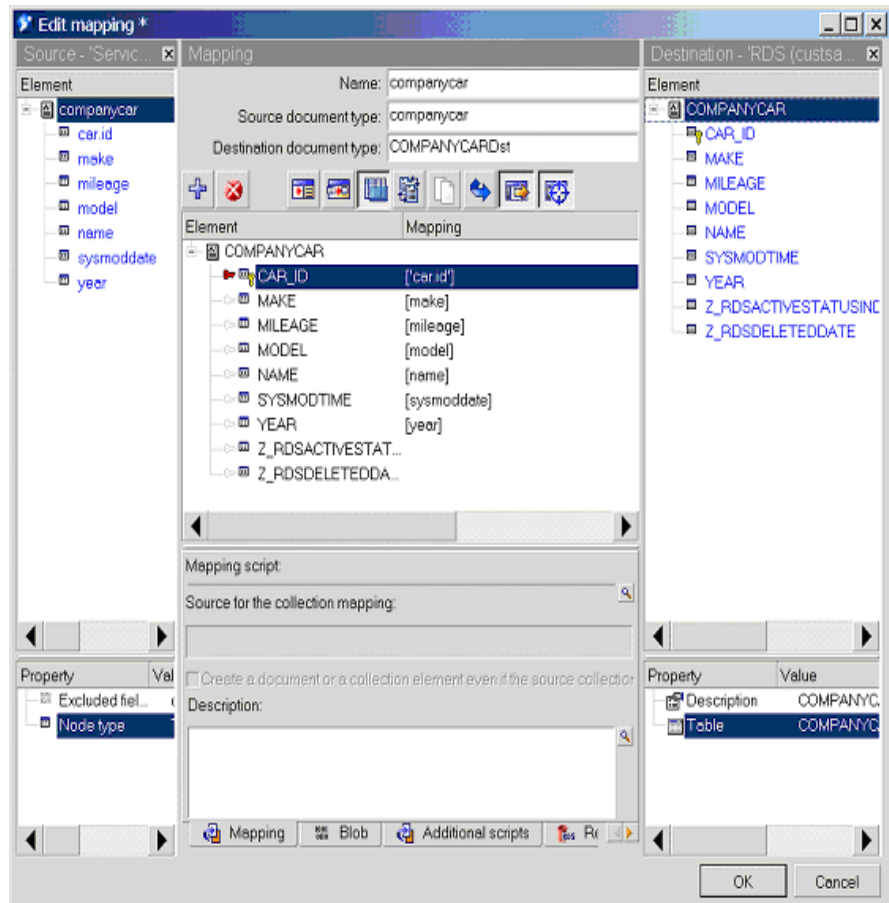 Edit mapping *
Source - 'Servic...
Element
companycar
car.id
make
mileage
model
name
sysmoddate
year
Property Val
Excluded fiel...
Node type
Mapping
Name: companycar
Source document type: companycar
Destination document type: COMPANYCARDst
Element Mapping
COMPANYCAR
CAR_ID ['car.id']
MAKE [make]
MILEAGE [mileage]
MODEL [model]
NAME [name]
SYSMODTIME [sysmoddate]
YEAR [year]
Z_RDSACTIVESTAT...
Z_RDSDELETEDDA...
Mapping script:
Source for the collection mapping:
Create a document or a collection element even if the source collection
Description:
Mapping Blob Additional scripts
Destination - 'RDS (custsa...
Element
COMPANYCAR
CAR_ID
MAKE
MILEAGE
MODEL
NAME
SYSMODTIME
YEAR
Z_RDSACTIVESTATUSIND
Z_RDSDELETEDDATE
Property Value
Description COMPANYC
Table COMPANYC
OK Cancel